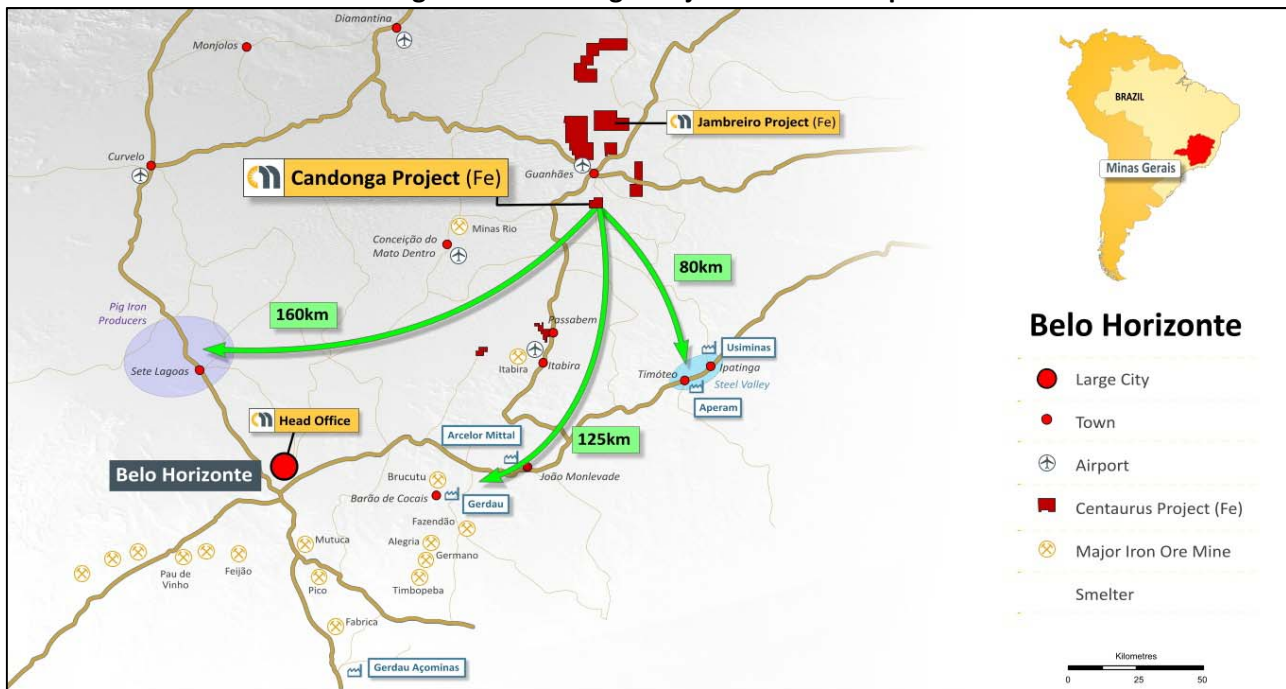 Diamantina
Monjolos
Jambreiro Project (Fe)
Curvelo
Guanhães
Candonga Project (Fe)
Minas Rio
Conceição do
Mato Dentro
80km
160km
Pig Iron
Producers
Passabem
Itabira
Itabira
Usiminas
Timóteo
Ipatinga
Steel Valley
Aperam
Sete Lagoas
Head Office
Arcelor Mittal
125km
Belo Horizonte
João Monlevade
Brucutu
Barão de Cocais
Gerdau
Fazendão
Mutuca
Alegria
Germano
Pau de
Vinho
Feijão
Pico
Timbopeba
Fabrica
Gerdau Açominas
BRAZIL
Minas Gerais
Belo Horizonte
Large City
Town
Airport
Centaurus Project (Fe)
Major Iron Ore Mine
Smelter
Kilometres
0 25 50